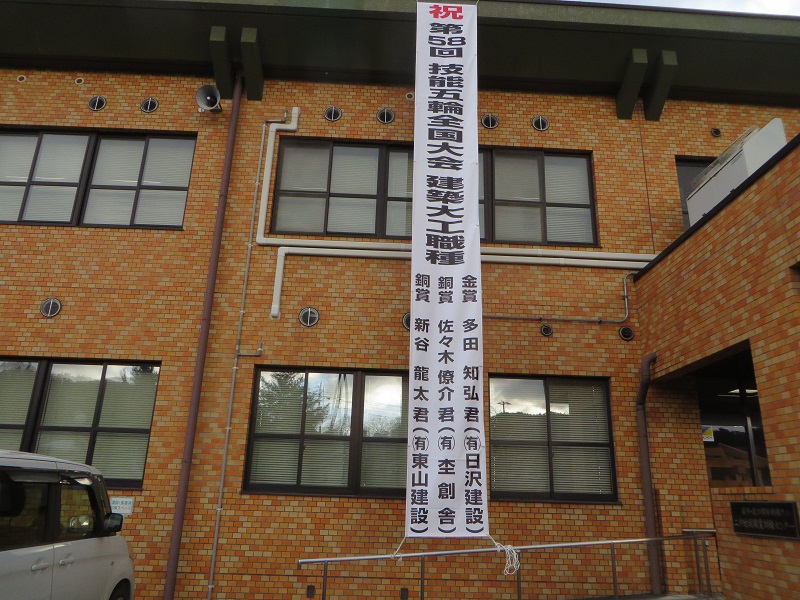 祝
第58回 技能五輪全国大会 建築大工職種
金賞 多田 知弘君(㈲日沢建設)
銅賞 佐々木僚介君(㈲杢創舎)
銅賞 新谷 龍太君(㈲東山建設)